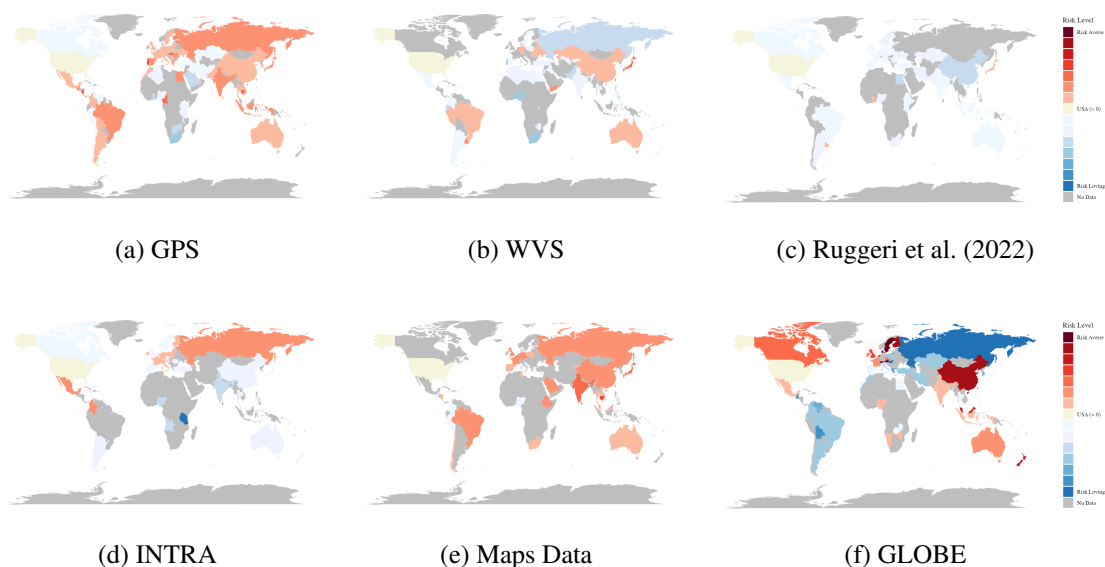 Risk Level
Risk Averse
USA (= 0)
Risk Loving
No Data
(a) GPS
(b) WVS
(c) Ruggeri et al. (2022)
Risk Level
Risk Averse
USA (= 0)
Risk Loving
No Data
(d) INTRA
(e) Maps Data
(f) GLOBE